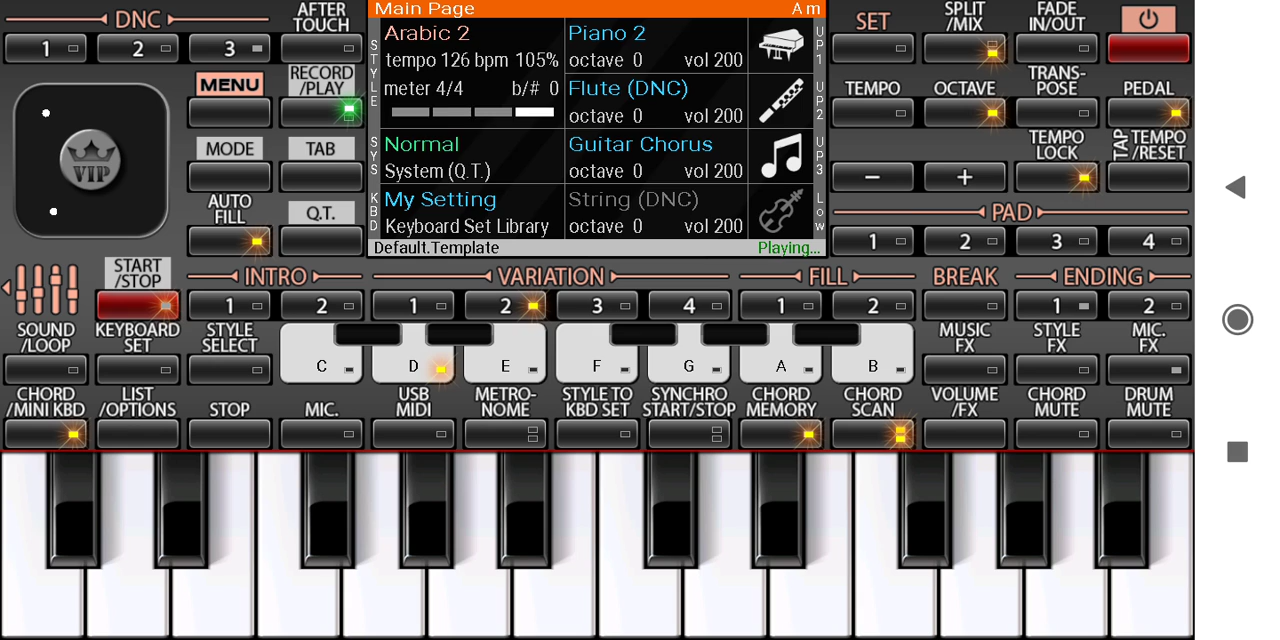 DNC
1 2 3
AFTER TOUCH
MENU
RECORD /PLAY
MODE
TAB
AUTO FILL
Q.T.
VIP
Main Page Am
STYLE
Arabic 2
tempo 126 bpm 105%
meter 4/4 b/# 0
SYS
Normal
System (Q.T.)
KBD
My Setting
Keyboard Set Library
Piano 2
octave 0 vol 200
UP1
Flute (DNC)
octave 0 vol 200
UP2
Guitar Chorus
octave 0 vol 200
UP3
String (DNC)
octave 0 vol 200
Low
Default.Template Playing...
SET
SPLIT /MIX
FADE IN/OUT
TEMPO
OCTAVE
TRANS- POSE
PEDAL
− +
TEMPO LOCK
TAP TEMPO /RESET
PAD
1 2 3 4
START /STOP
INTRO
1 2
VARIATION
1 2 3 4
FILL
1 2
BREAK
ENDING
1 2
SOUND /LOOP
KEYBOARD SET
STYLE SELECT
C D E F G A B
MUSIC FX
STYLE FX
MIC. FX
CHORD /MINI KBD
LIST /OPTIONS
STOP
MIC.
USB MIDI
METRO- NOME
STYLE TO KBD SET
SYNCHRO START/STOP
CHORD MEMORY
CHORD SCAN
VOLUME /FX
CHORD MUTE
DRUM MUTE